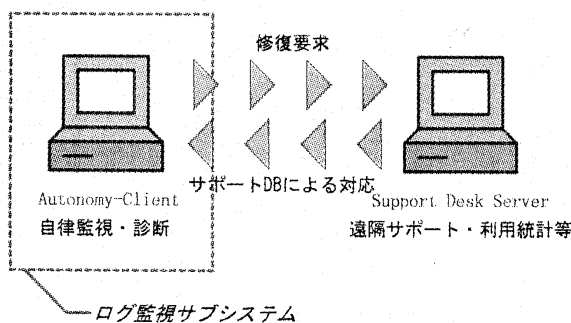 修復要求
サポートDBによる対応
Autonomy-Client
自律監視・診断
Support Desk Server
遠隔サポート・利用統計等
ログ監視サブシステム